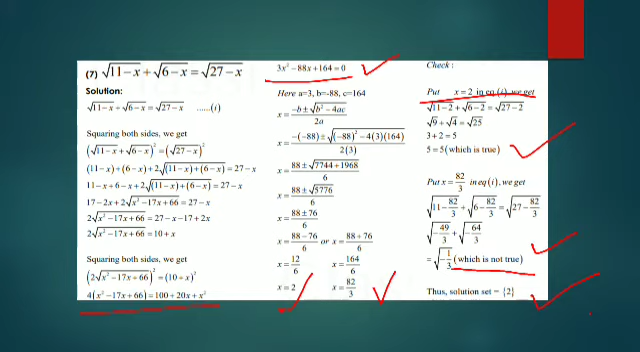 (7) √(11−x) + √(6−x) = √(27−x)
Solution:
√(11−x) + √(6−x) = √(27−x) ......(i)
Squaring both sides, we get
(√(11−x) + √(6−x))² = (√(27−x))²
(11−x)+(6−x)+2√((11−x)+(6−x)) = 27−x
11−x+6−x+2√((11−x)+(6−x)) = 27−x
17−2x+2√(x²−17x+66) = 27−x
2√(x²−17x+66) = 27−x−17+2x
2√(x²−17x+66) = 10+x
Squaring both sides, we get
(2√(x²−17x+66))² = (10+x)²
4(x²−17x+66) = 100+20x+x²
3x²−88x+164=0
Here a=3, b=-88, c=164
x = (−b±√(b²−4ac))/2a
x = (−(−88)±√((−88)²−4(3)(164)))/2(3)
x = (88±√(7744+1968))/6
x = (88±√5776)/6
x = (88±76)/6
x = (88−76)/6 or x = (88+76)/6
x = 12/6 x = 164/6
x = 2 x = 82/3
Check:
Put x=2 in eq (i), we get
√(11−2) + √(6−2) = √(27−2)
√9 + √4 = √25
3+2=5
5=5(which is true)
Put x = 82/3 in eq(i), we get
√(11−82/3) + √(6−82/3) = √(27−82/3)
√(−49/3) + √(−64/3)
= √(−1/3) (which is not true)
Thus, solution set = {2}